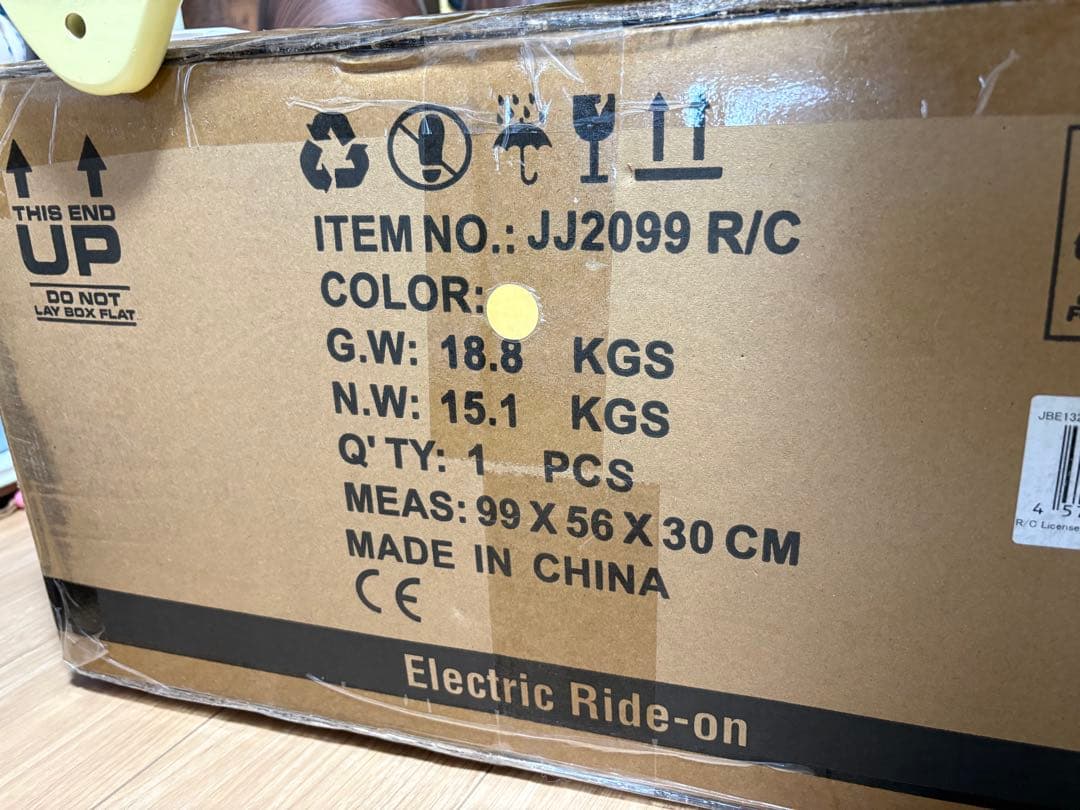 THIS END
UP
DO NOT
LAY BOX FLAT
ITEM NO.: JJ2099 R/C
COLOR:
G.W: 18.8 KGS
N.W: 15.1 KGS
Q'TY: 1 PCS
MEAS: 99 X 56 X 30 CM
MADE IN CHINA
CE
Electric Ride-on
R/C License